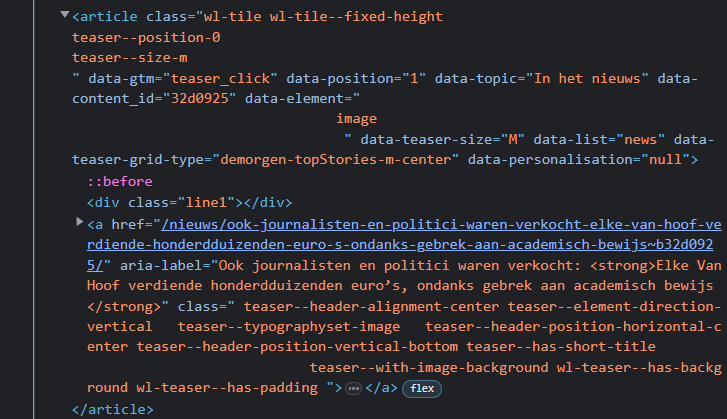 <article class="wl-tile wl-tile--fixed-height
teaser--position-0
teaser--size-m
" data-gtm="teaser_click" data-position="1" data-topic="In het nieuws" data-
content_id="32d0925" data-element="
image
" data-teaser-size="M" data-list="news" data-
teaser-grid-type="demorgen-topStories-m-center" data-personalisation="null">
::before
<div class="line1"></div>
<a href="/nieuws/ook-journalisten-en-politici-waren-verkocht-elke-van-hoof-ve
rdiende-honderdduizenden-euro-s-ondanks-gebrek-aan-academisch-bewijs~b32d092
5/" aria-label="Ook journalisten en politici waren verkocht: <strong>Elke Van
Hoof verdiende honderdduizenden euro’s, ondanks gebrek aan academisch bewijs
</strong>" class=" teaser--header-alignment-center teaser--element-direction-
vertical teaser--typographyset-image teaser--header-position-horizontal-c
enter teaser--header-position-vertical-bottom teaser--has-short-title
teaser--with-image-background wl-teaser--has-backg
round wl-teaser--has-padding ">…</a> flex
</article>